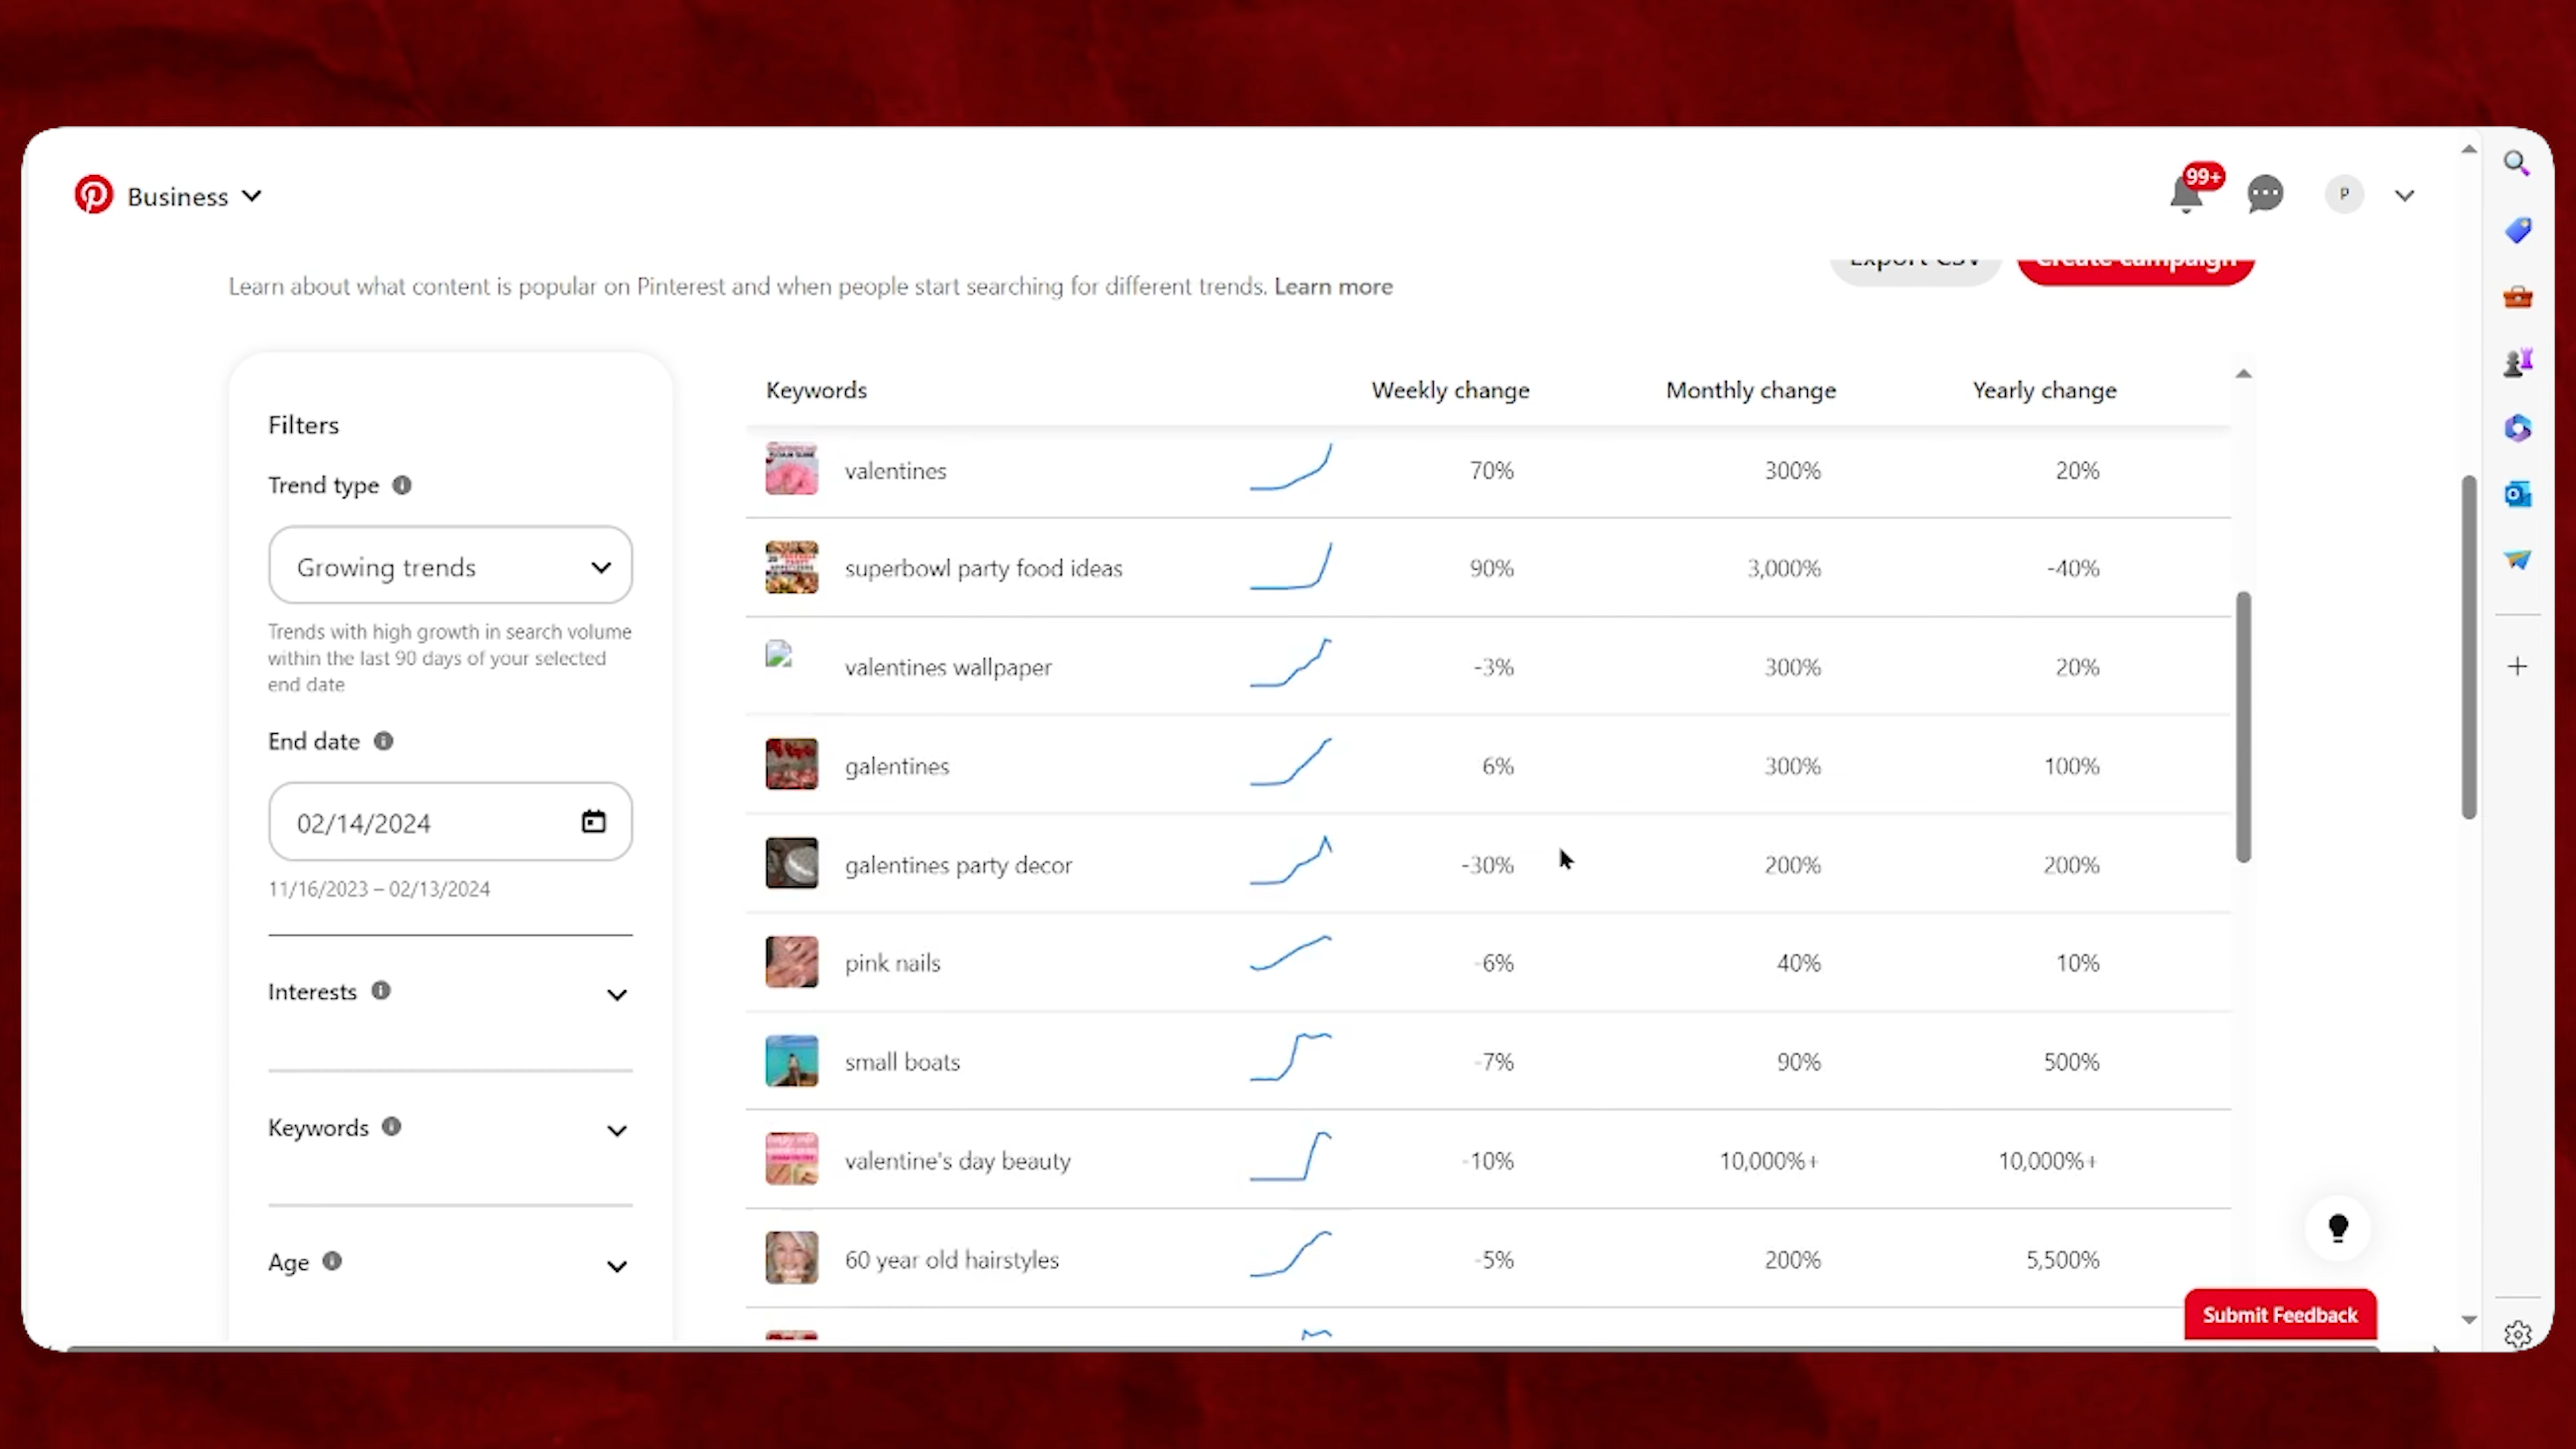 Business
99+
P
Export CSV
Create campaign
Learn about what content is popular on Pinterest and when people start searching for different trends. Learn more
Filters
Trend type
Growing trends
Trends with high growth in search volume
within the last 90 days of your selected
end date
End date
02/14/2024
11/16/2023 – 02/13/2024
Interests
Keywords
Age
Keywords Weekly change Monthly change Yearly change
valentines 70% 300% 20%
superbowl party food ideas 90% 3,000% -40%
valentines wallpaper -3% 300% 20%
galentines 6% 300% 100%
galentines party decor -30% 200% 200%
pink nails -6% 40% 10%
small boats -7% 90% 500%
valentine's day beauty -10% 10,000%+ 10,000%+
60 year old hairstyles -5% 200% 5,500%
Submit Feedback